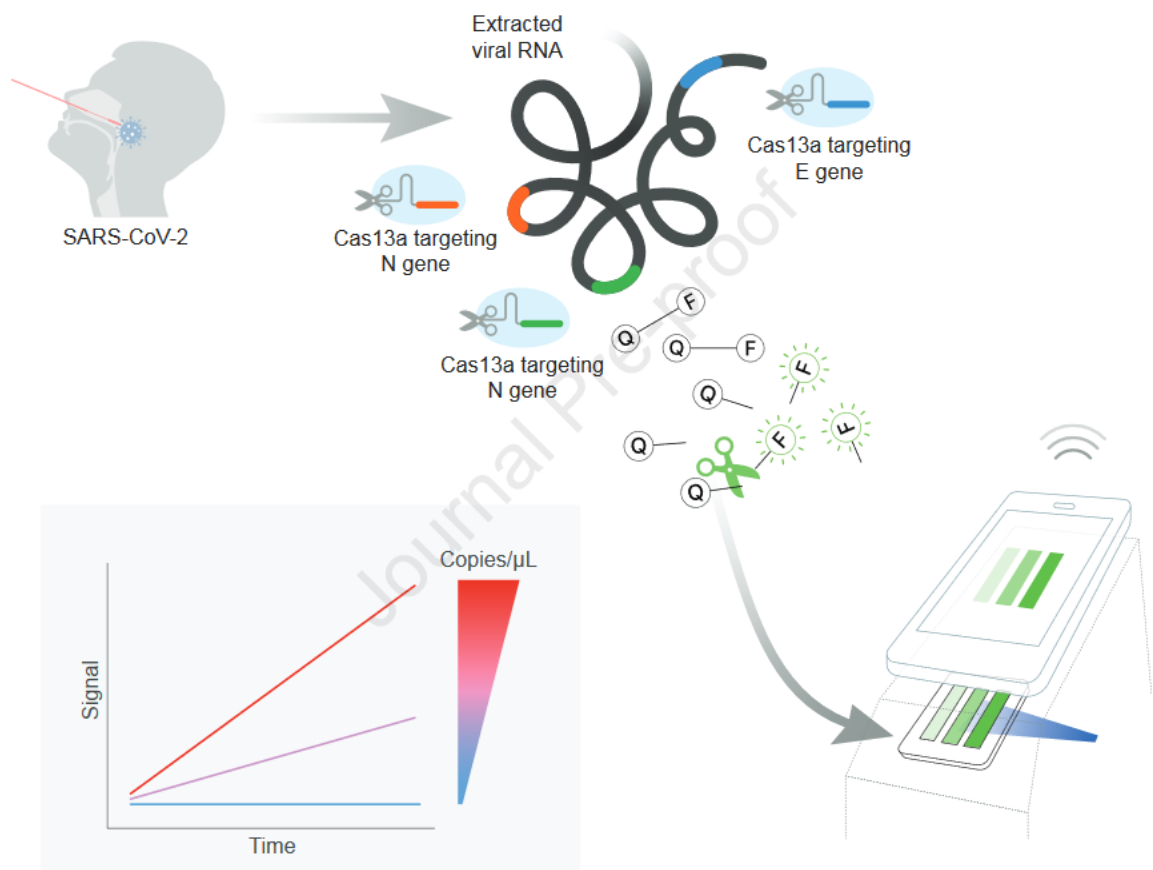 Extracted
viral RNA
Cas13a targeting
E gene
SARS-CoV-2
Cas13a targeting
N gene
Cas13a targeting
N gene
Q
F
Q
F
F
Q
F
F
Q
Q
Journal Pre-proof
Copies/μL
Signal
Time